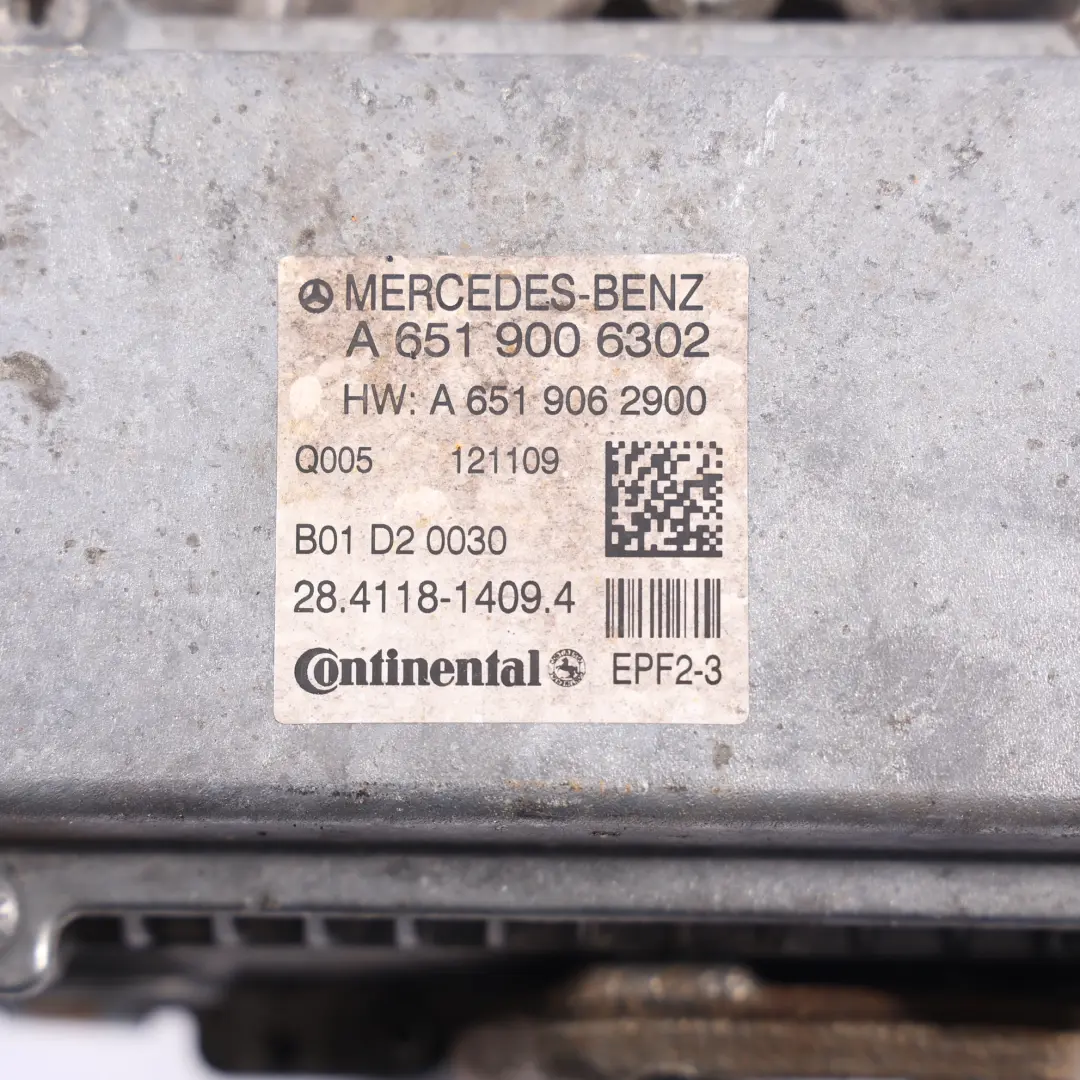 MERCEDES-BENZ
A 651 900 6302
HW: A 651 906 2900
Q005 121109
B01 D2 0030
28.4118-1409.4
Continental EPF2-3